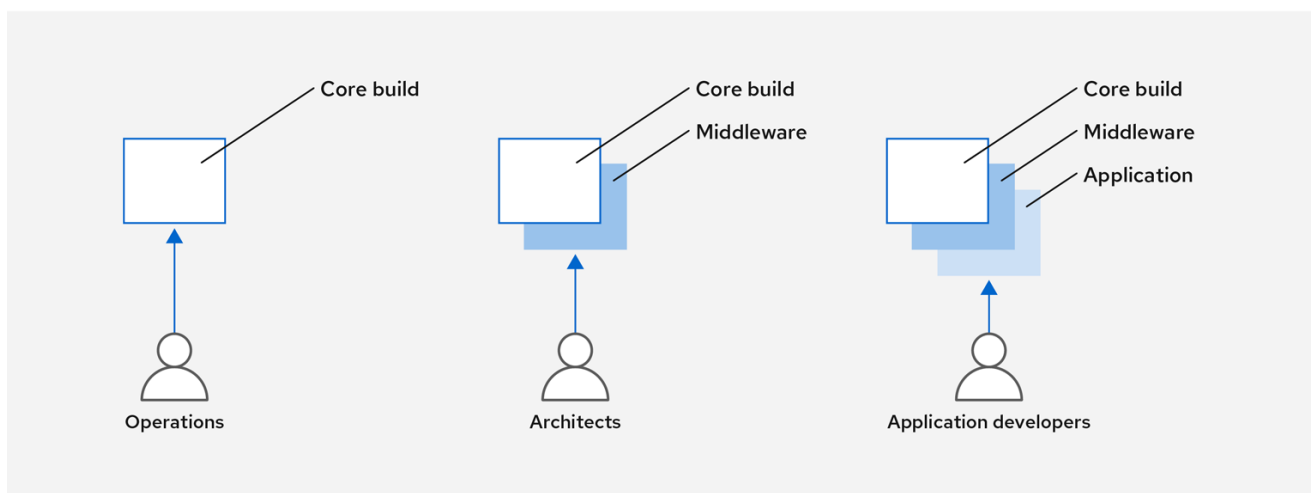 Core build
Operations
Core build
Middleware
Architects
Core build
Middleware
Application
Application developers